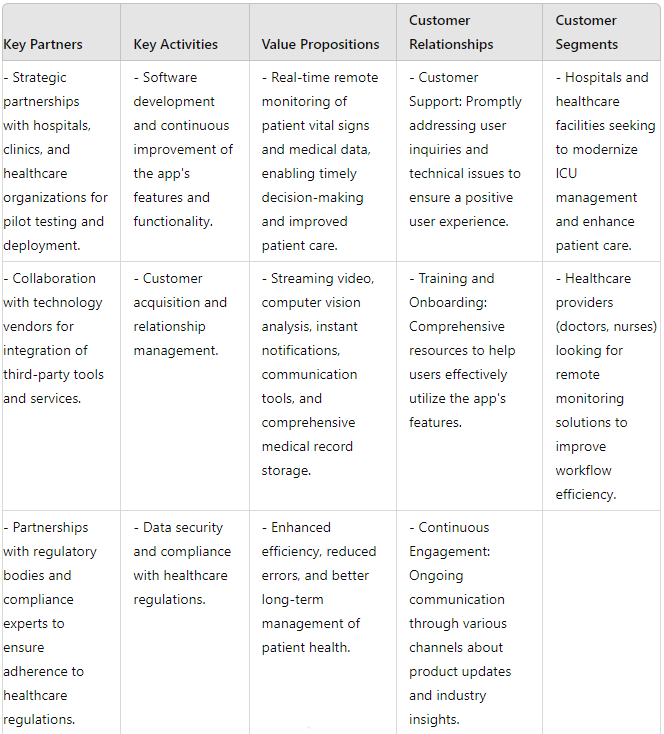 Key Partners
Key Activities
Value Propositions
Customer
Relationships
Customer
Segments
- Strategic
partnerships
with hospitals,
clinics, and
healthcare
organizations for
pilot testing and
deployment.
- Software
development
and continuous
improvement of
the app's
features and
functionality.
- Real-time remote
monitoring of
patient vital signs
and medical data,
enabling timely
decision-making
and improved
patient care.
- Customer
Support: Promptly
addressing user
inquiries and
technical issues to
ensure a positive
user experience.
- Hospitals and
healthcare
facilities seeking
to modernize
ICU
management
and enhance
patient care.
- Collaboration
with technology
vendors for
integration of
third-party tools
and services.
- Customer
acquisition and
relationship
management.
- Streaming video,
computer vision
analysis, instant
notifications,
communication
tools, and
comprehensive
medical record
storage.
- Training and
Onboarding:
Comprehensive
resources to help
users effectively
utilize the app's
features.
- Healthcare
providers
(doctors, nurses)
looking for
remote
monitoring
solutions to
improve
workflow
efficiency.
- Partnerships
with regulatory
bodies and
compliance
experts to
ensure
adherence to
healthcare
regulations.
- Data security
and compliance
with healthcare
regulations.
- Enhanced
efficiency, reduced
errors, and better
long-term
management of
patient health.
- Continuous
Engagement:
Ongoing
communication
through various
channels about
product updates
and industry
insights.